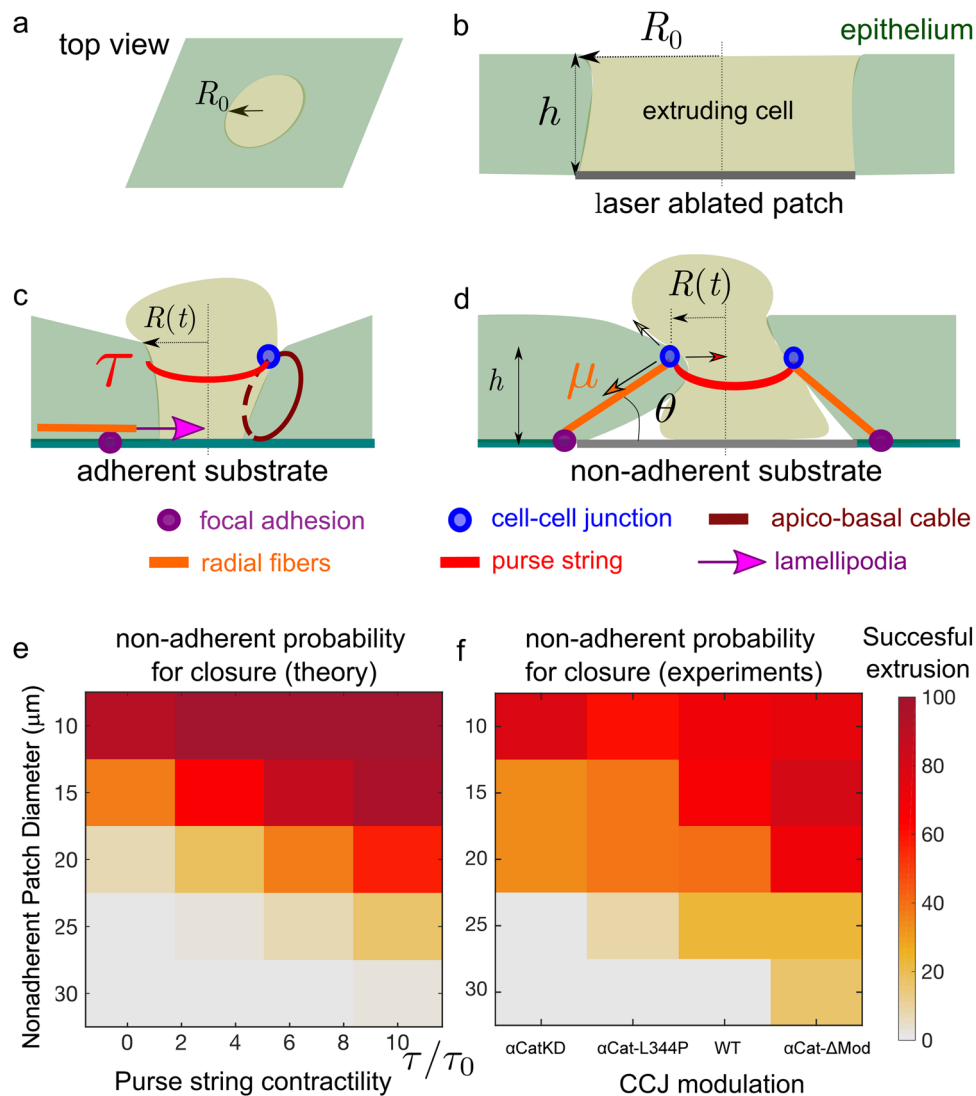 a
top view
R₀
b
R₀
epithelium
h
extruding cell
laser ablated patch
c
R(t)
τ
adherent substrate
d
R(t)
h
μ
θ
non-adherent substrate
focal adhesion
cell-cell junction
apico-basal cable
radial fibers
purse string
lamellipodia
e
non-adherent probability
for closure (theory)
f
non-adherent probability
for closure (experiments)
Succesful
extrusion
Nonadherent Patch Diameter (μm)
10
15
20
25
30
0 2 4 6 8 10
τ/τ₀
Purse string contractility
10
15
20
25
30
αCatKD αCat-L344P WT αCat-ΔMod
CCJ modulation
100
80
60
40
20
0